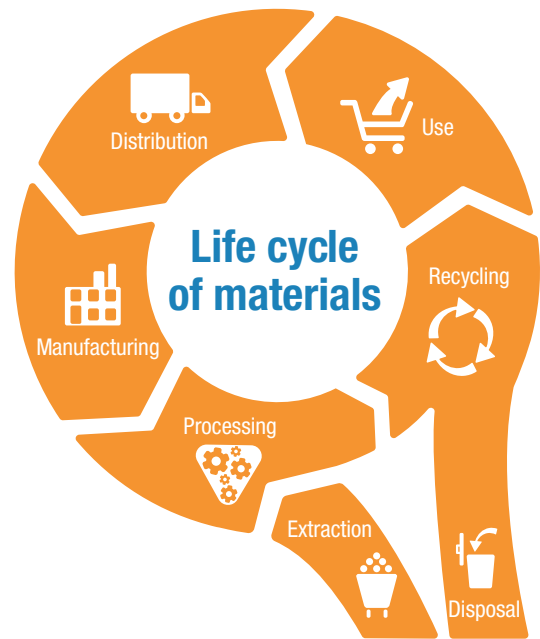 Distribution
Use
Life cycle
of materials
Recycling
Manufacturing
Processing
Extraction
Disposal